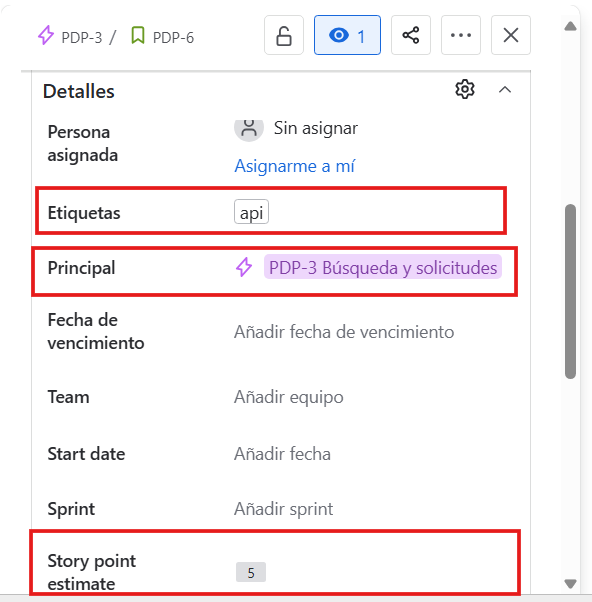 PDP-3 / PDP-6
1
Detalles
Persona asignada
Sin asignar
Asignarme a mí
Etiquetas
api
Principal
PDP-3 Búsqueda y solicitudes
Fecha de vencimiento
Añadir fecha de vencimiento
Team
Añadir equipo
Start date
Añadir fecha
Sprint
Añadir sprint
Story point estimate
5